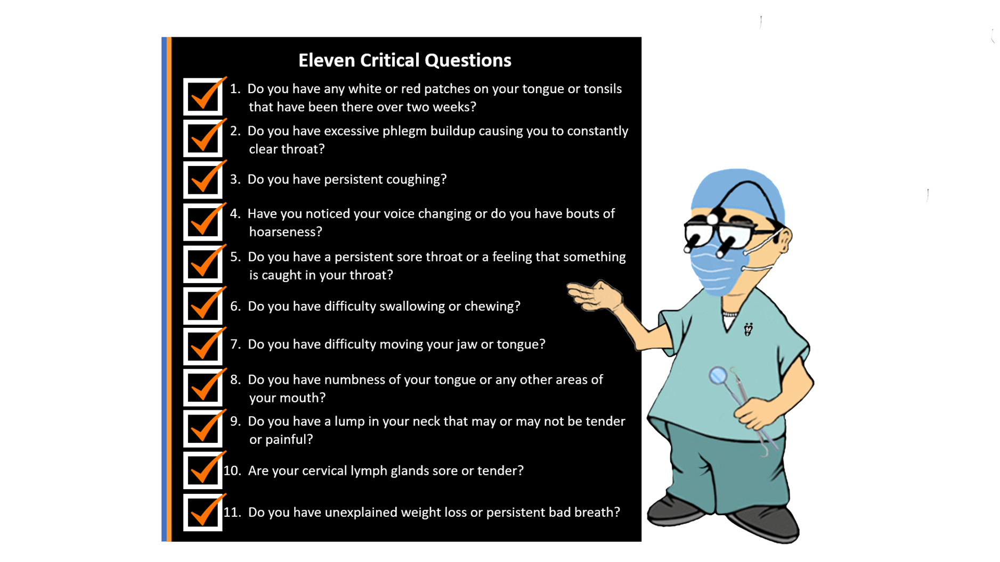 Eleven Critical Questions
1. Do you have any white or red patches on your tongue or tonsils
that have been there over two weeks?
2. Do you have excessive phlegm buildup causing you to constantly
clear throat?
3. Do you have persistent coughing?
4. Have you noticed your voice changing or do you have bouts of
hoarseness?
5. Do you have a persistent sore throat or a feeling that something
is caught in your throat?
6. Do you have difficulty swallowing or chewing?
7. Do you have difficulty moving your jaw or tongue?
8. Do you have numbness of your tongue or any other areas of
your mouth?
9. Do you have a lump in your neck that may or may not be tender
or painful?
10. Are your cervical lymph glands sore or tender?
11. Do you have unexplained weight loss or persistent bad breath?